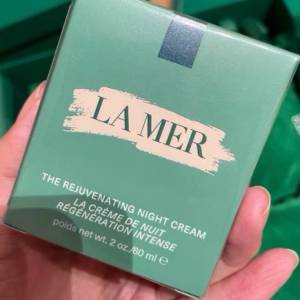 LA MER
THE REJUVENATING NIGHT CREAM
LA CRÈME DE NUIT
RÉGÉNÉRATION INTENSE
poids net wt. 2 oz./60 ml ℮